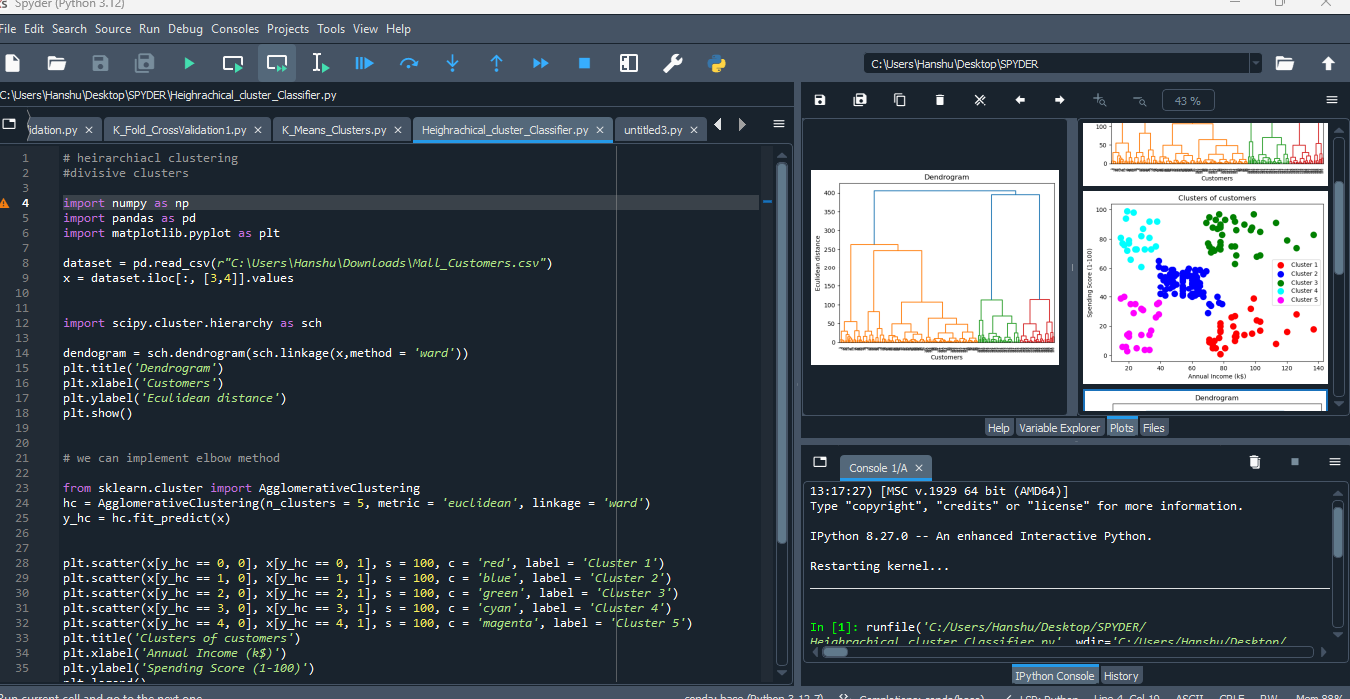 Spyder (Python 3.12)
File Edit Search Source Run Debug Consoles Projects Tools View Help
C:\Users\Hanshu\Desktop\SPYDER
C:\Users\Hanshu\Desktop\SPYDER\Heighrachical_cluster_Classifier.py
idation.py K_Fold_CrossValidation1.py K_Means_Clusters.py Heighrachical_cluster_Classifier.py untitled3.py
1 # heirarchiacl clustering
2 #divisive clusters
3
4 import numpy as np
5 import pandas as pd
6 import matplotlib.pyplot as plt
7
8 dataset = pd.read_csv(r"C:\Users\Hanshu\Downloads\Mall_Customers.csv")
9 x = dataset.iloc[:, [3,4]].values
10
11
12 import scipy.cluster.hierarchy as sch
13
14 dendogram = sch.dendrogram(sch.linkage(x,method = 'ward'))
15 plt.title('Dendrogram')
16 plt.xlabel('Customers')
17 plt.ylabel('Eculidean distance')
18 plt.show()
19
20
21 # we can implement elbow method
22
23 from sklearn.cluster import AgglomerativeClustering
24 hc = AgglomerativeClustering(n_clusters = 5, metric = 'euclidean', linkage = 'ward')
25 y_hc = hc.fit_predict(x)
26
27
28 plt.scatter(x[y_hc == 0, 0], x[y_hc == 0, 1], s = 100, c = 'red', label = 'Cluster 1')
29 plt.scatter(x[y_hc == 1, 0], x[y_hc == 1, 1], s = 100, c = 'blue', label = 'Cluster 2')
30 plt.scatter(x[y_hc == 2, 0], x[y_hc == 2, 1], s = 100, c = 'green', label = 'Cluster 3')
31 plt.scatter(x[y_hc == 3, 0], x[y_hc == 3, 1], s = 100, c = 'cyan', label = 'Cluster 4')
32 plt.scatter(x[y_hc == 4, 0], x[y_hc == 4, 1], s = 100, c = 'magenta', label = 'Cluster 5')
33 plt.title('Clusters of customers')
34 plt.xlabel('Annual Income (k$)')
35 plt.ylabel('Spending Score (1-100)')
43 %
Dendrogram
400
350
300
250
200
150
100
50
0
Eculidean distance
Customers
100
50
0
Customers
Clusters of customers
100
80
60
40
20
0
Spending Score (1-100)
Cluster 1
Cluster 2
Cluster 3
Cluster 4
Cluster 5
20 40 60 80 100 120 140
Annual Income (k$)
Dendrogram
Help Variable Explorer Plots Files
Console 1/A
13:17:27) [MSC v.1929 64 bit (AMD64)]
Type "copyright", "credits" or "license" for more information.
IPython 8.27.0 -- An enhanced Interactive Python.
Restarting kernel...
In [1]: runfile('C:/Users/Hanshu/Desktop/SPYDER/
Heighrachical_cluster_Classifier.py', wdir='C:/Users/Hanshu/Desktop/
IPython Console History
Run current cell and go to the next one
conda: base (Python 3.12.7) Completions: conda(base) LSP: Python Line 4, Col 10 ASCII CRLF RW Mem 88%